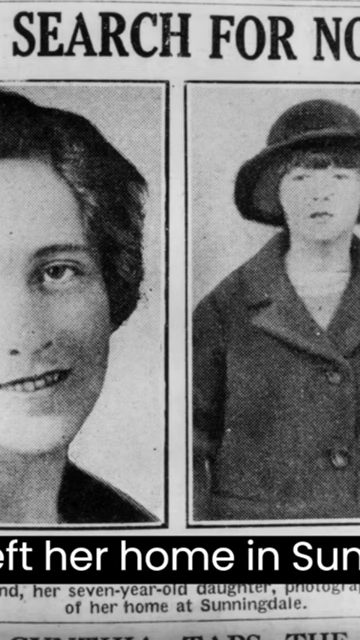 SEARCH FOR NO
eft her home in Sun
nd, her seven-year-old daughter, photograp
of her home at Sunningdale.